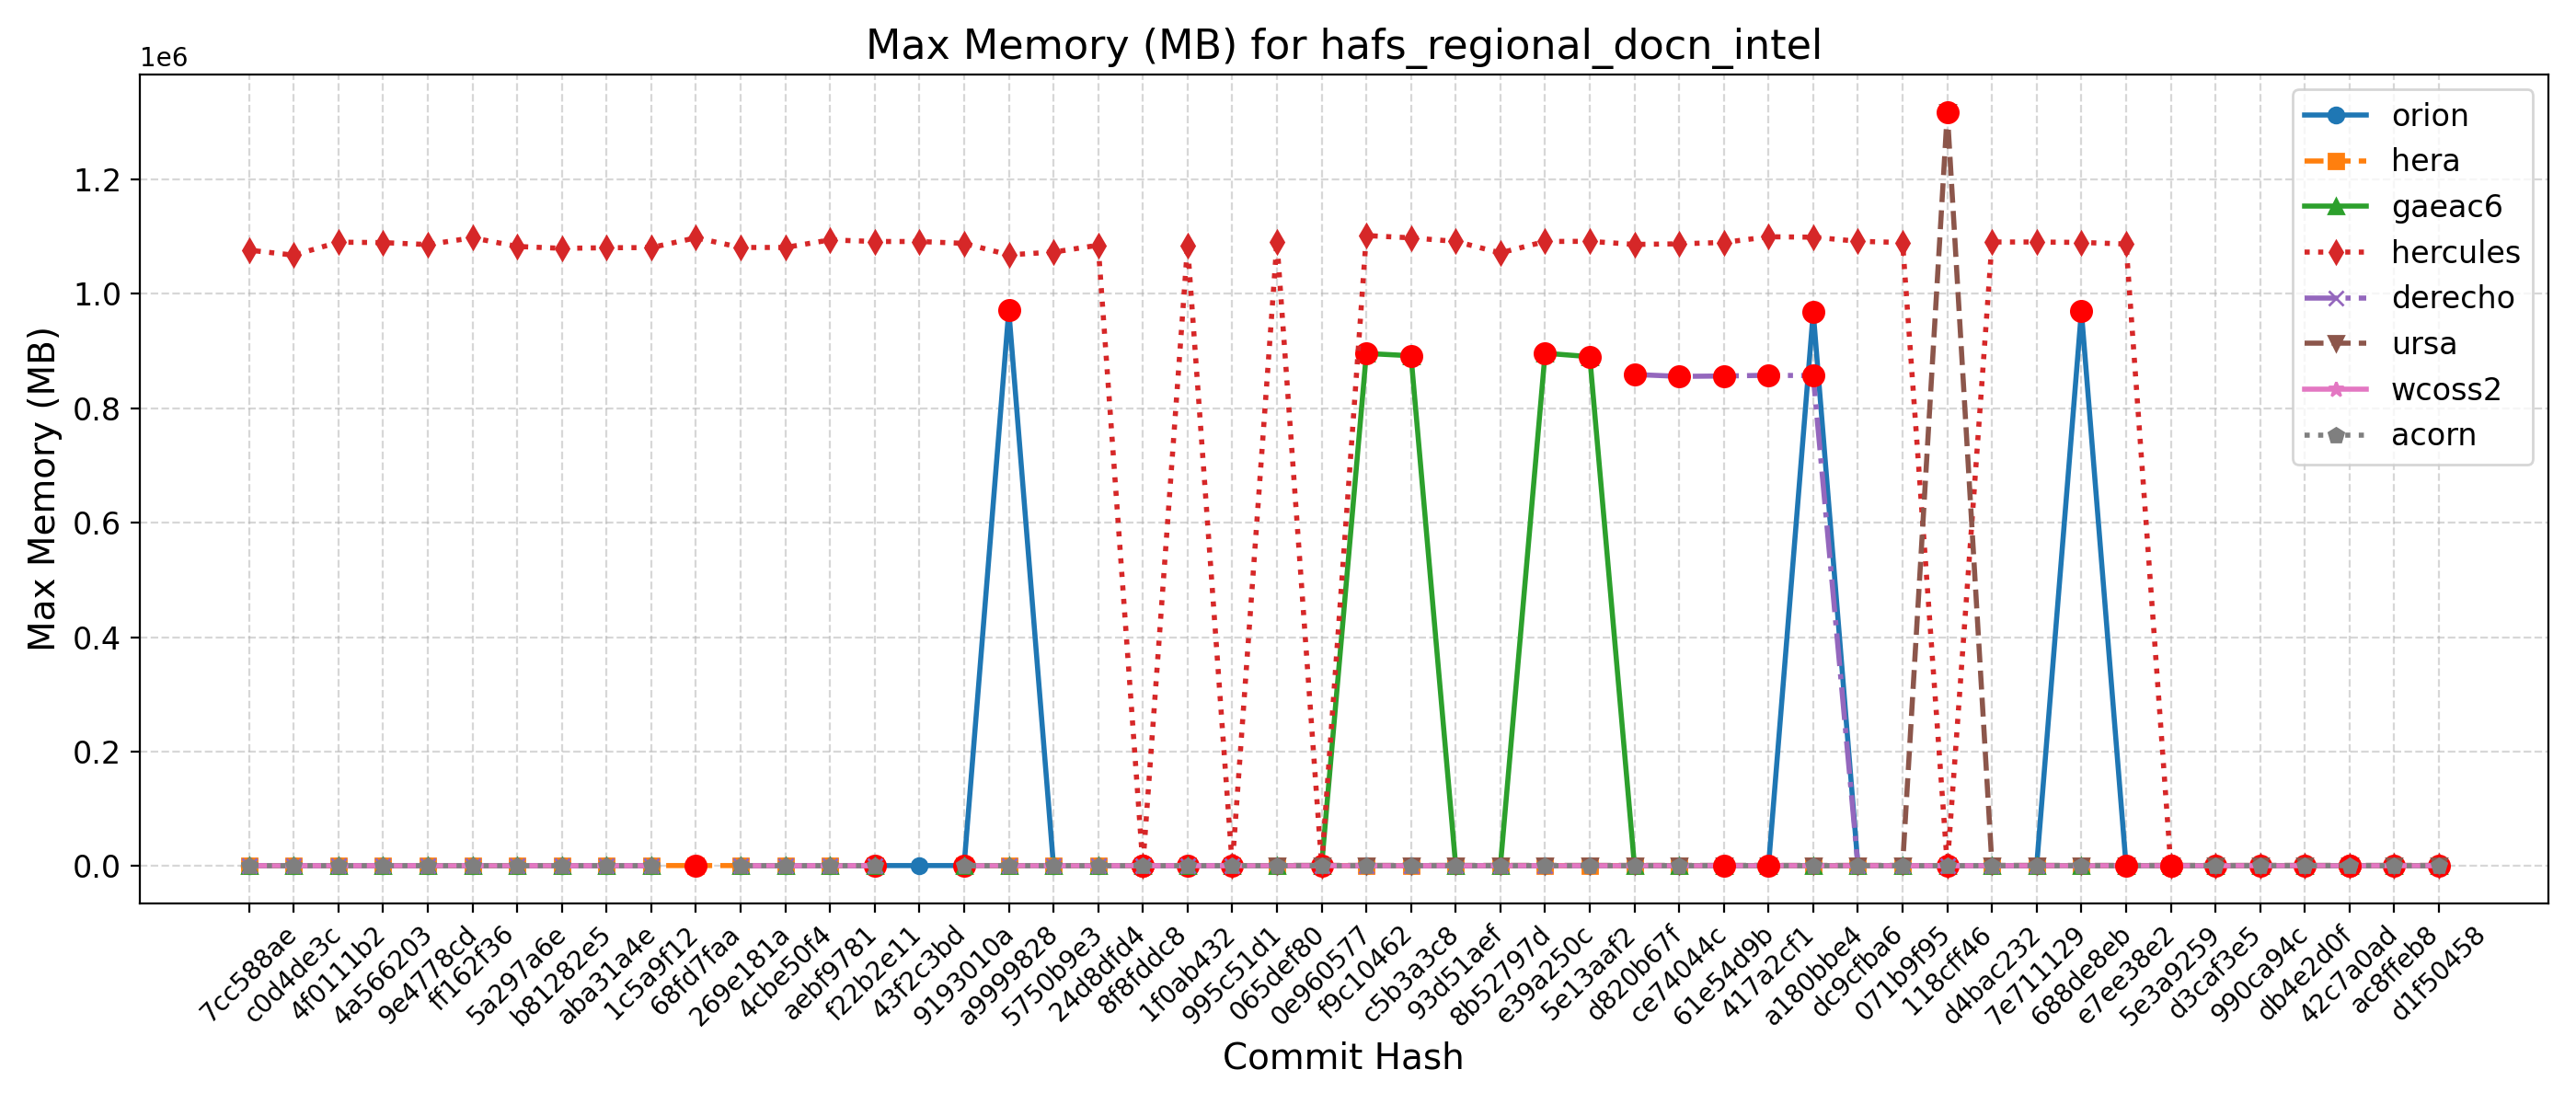 Max Memory (MB) for hafs_regional_docn_intel
1e6
1.2
1.0
0.8
0.6
0.4
0.2
0.0
Max Memory (MB)
orion
hera
gaeac6
hercules
derecho
ursa
wcoss2
acorn
7cc588ae
c0d4de3c
4f0111b2
4a566203
9e4778cd
ff162f36
5a297a6e
b81282e5
aba31a4e
1c5a9f12
68fd7faa
269e181a
4cbe50f4
aebf9781
f22b2e11
43f2c3bd
9193010a
a9999828
5750b9e3
24d8dfd4
8f8fddc8
1f0ab432
995c51d1
065def80
0e960577
f9c10462
c5b3a3c8
93d51aef
8b52797d
e39a250c
5e13aaf2
d820b67f
ce74044c
61e54d9b
417a2cf1
a180bbe4
dc9cfba6
071b9f95
118cff46
d4bac232
7e711129
688de8eb
e7ee38e2
5e3a9259
d3caf3e5
990ca94c
db4e2d0f
42c7a0ad
ac8ffeb8
d1f50458
Commit Hash